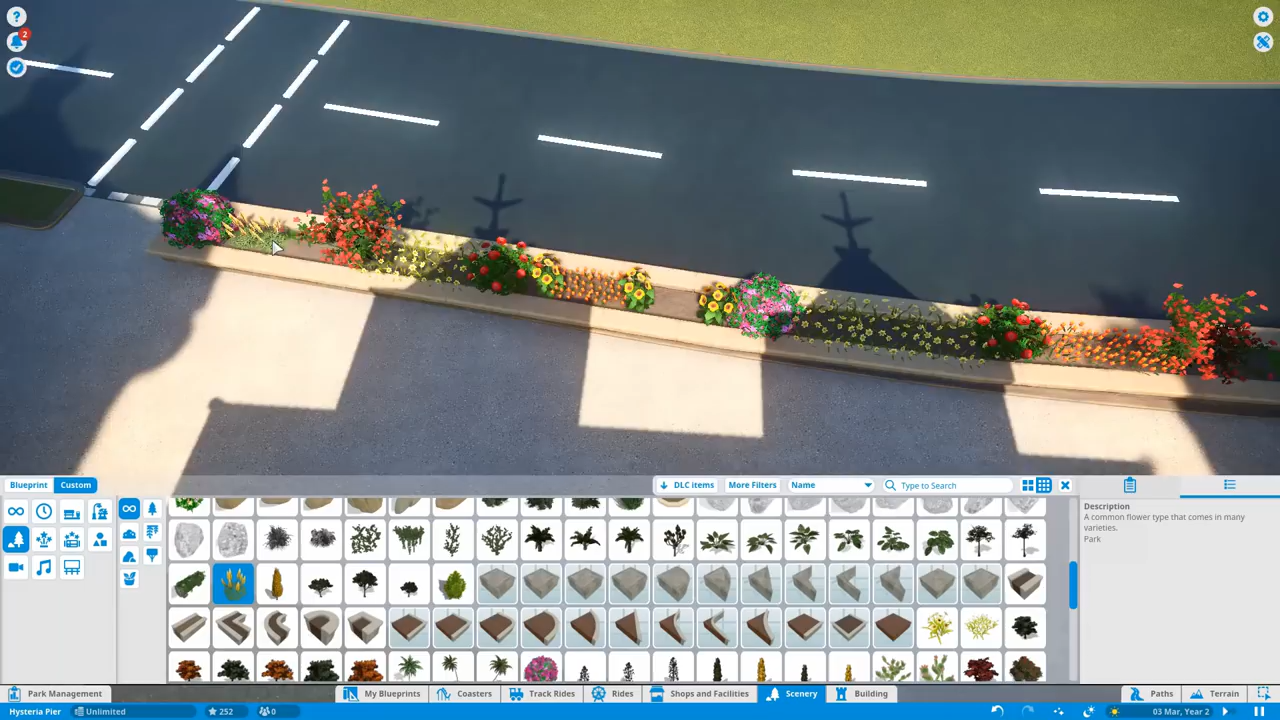 ?
2
Blueprint
Custom
DLC items
More Filters
Name
Type to Search
Description
A common flower type that comes in many
varieties.
Park
Park Management
My Blueprints
Coasters
Track Rides
Rides
Shops and Facilities
Scenery
Building
Paths
Terrain
Hysteria Pier
Unlimited
252
0
03 Mar, Year 2